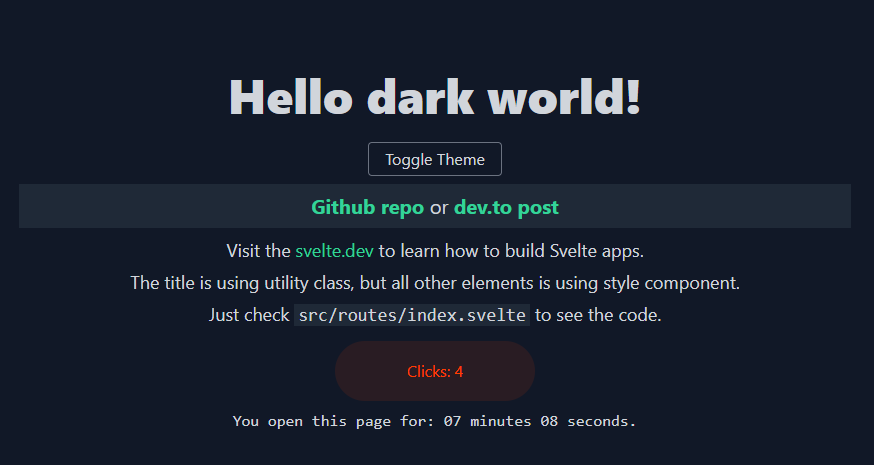 Hello dark world!
Toggle Theme
Github repo or dev.to post
Visit the svelte.dev to learn how to build Svelte apps.
The title is using utility class, but all other elements is using style component.
Just check src/routes/index.svelte to see the code.
Clicks: 4
You open this page for: 07 minutes 08 seconds.